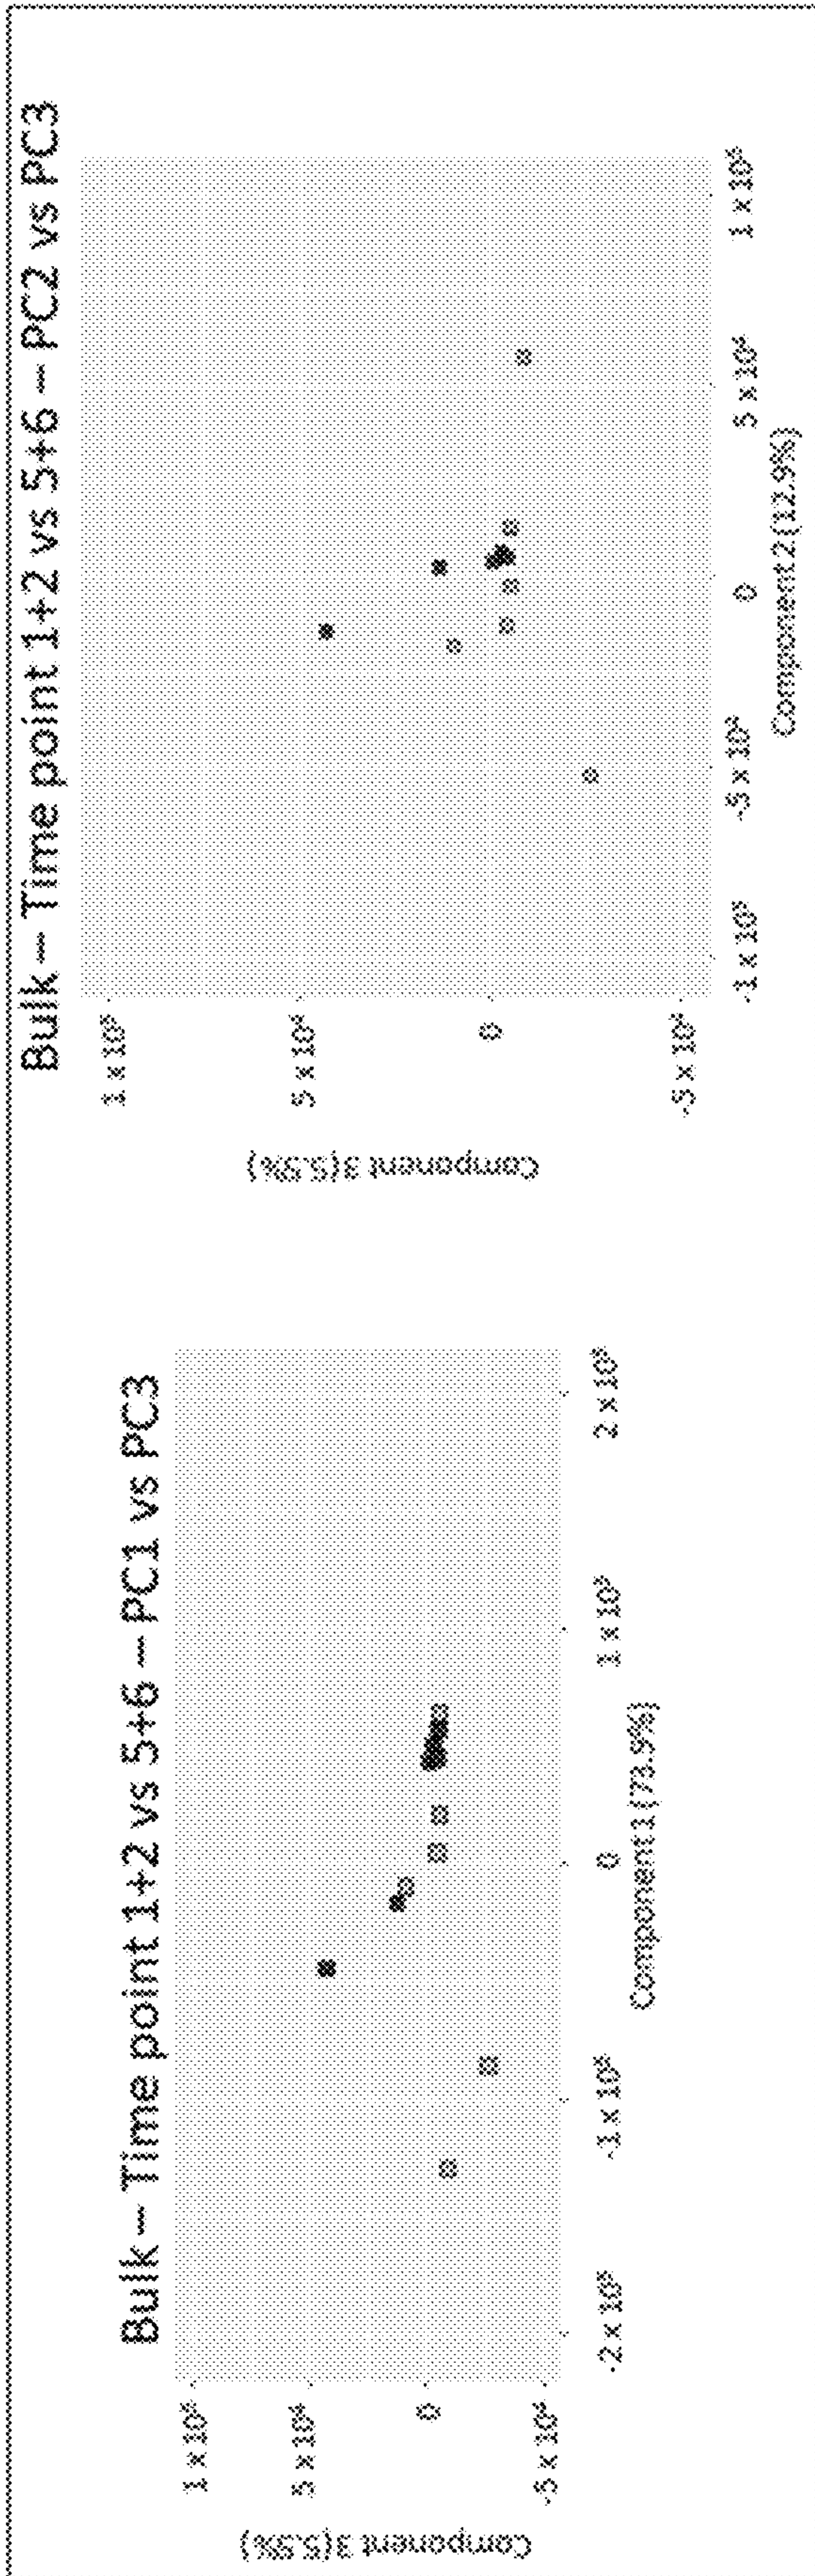 Bulk – Time point 1+2 vs 5+6 – PC1 vs PC3
Component 3 (5.5%)
1 x 10⁵
5 x 10⁴
0
-5 x 10⁴
-2 x 10⁵
-1 x 10⁵
0
1 x 10⁵
2 x 10⁵
Component 1 (73.9%)
Bulk – Time point 1+2 vs 5+6 – PC2 vs PC3
Component 3 (5.5%)
1 x 10⁵
5 x 10⁴
0
-5 x 10⁴
-1 x 10⁵
-5 x 10⁴
0
5 x 10⁴
1 x 10⁵
Component 2 (12.9%)